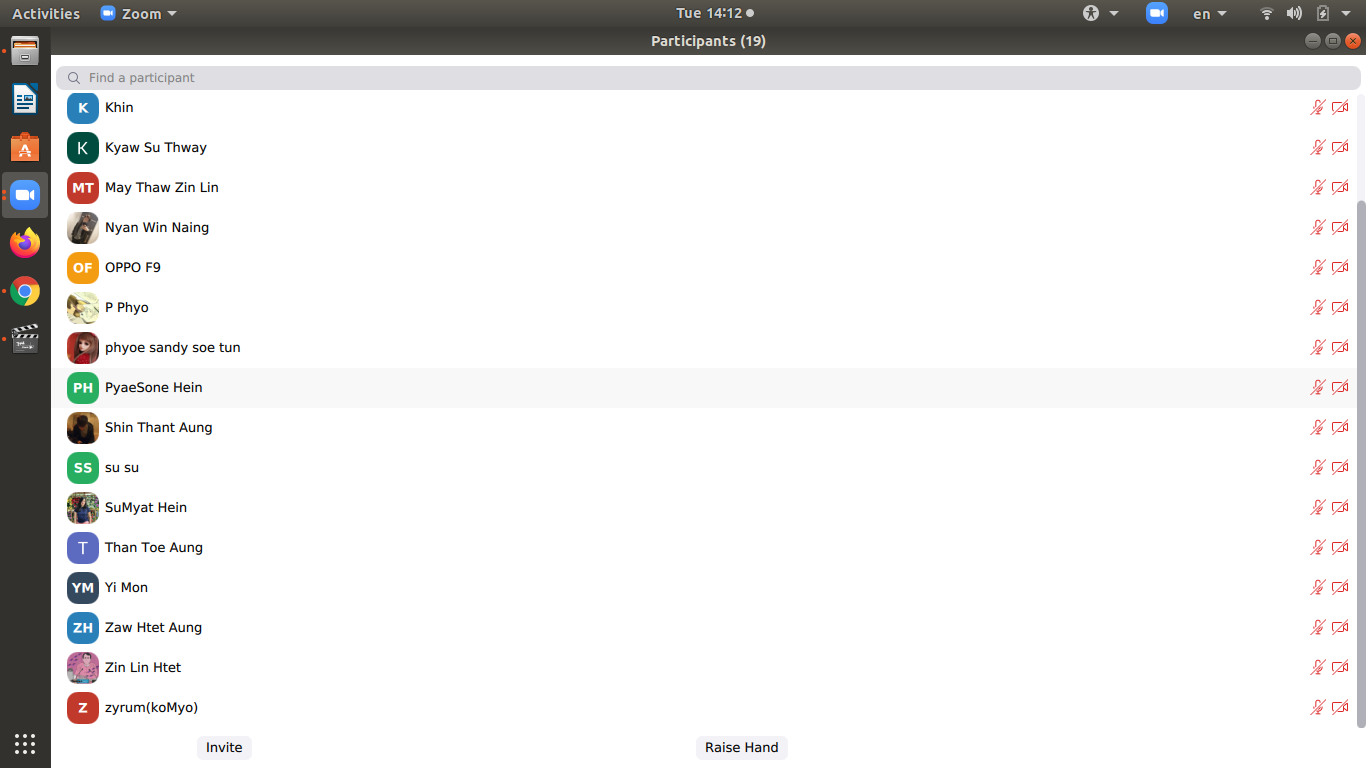 Activities Zoom Tue 14:12 en
Participants (19)
Find a participant
K Khin
K Kyaw Su Thway
MT May Thaw Zin Lin
Nyan Win Naing
OF OPPO F9
P Phyo
phyoe sandy soe tun
PH PyaeSone Hein
Shin Thant Aung
SS su su
SuMyat Hein
T Than Toe Aung
YM Yi Mon
ZH Zaw Htet Aung
Zin Lin Htet
Z zyrum(koMyo)
Invite Raise Hand